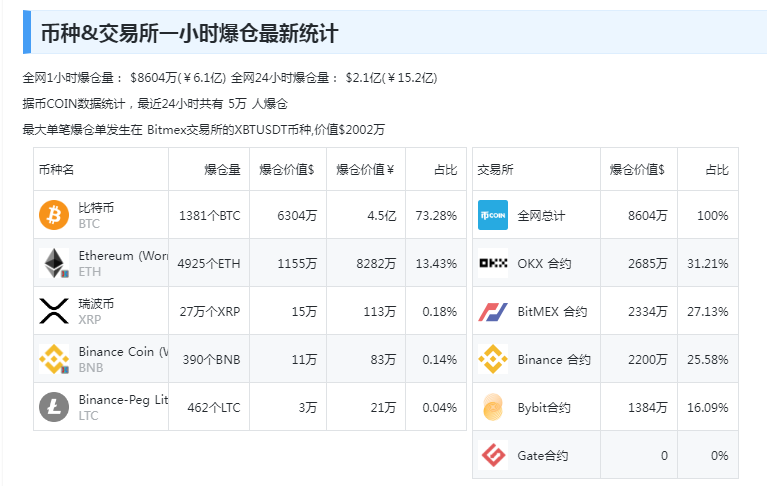 币种&交易所一小时爆仓最新统计
全网1小时爆仓量： $8604万(￥6.1亿) 全网24小时爆仓量： $2.1亿(￥15.2亿)
据币COIN数据统计，最近24小时共有 5万 人爆仓
最大单笔爆仓单发生在 Bitmex交易所的XBTUSDT币种,价值$2002万
币种名 爆仓量 爆仓价值$ 爆仓价值￥ 占比
比特币
BTC 1381个BTC 6304万 4.5亿 73.28%
Ethereum (Worr
ETH 4925个ETH 1155万 8282万 13.43%
瑞波币
XRP 27万个XRP 15万 113万 0.18%
Binance Coin (W
BNB 390个BNB 11万 83万 0.14%
Binance-Peg Lit
LTC 462个LTC 3万 21万 0.04%
交易所 爆仓价值$ 占比
全网总计 8604万 100%
OKX OKX 合约 2685万 31.21%
BitMEX 合约 2334万 27.13%
Binance 合约 2200万 25.58%
Bybit合约 1384万 16.09%
Gate合约 0 0%